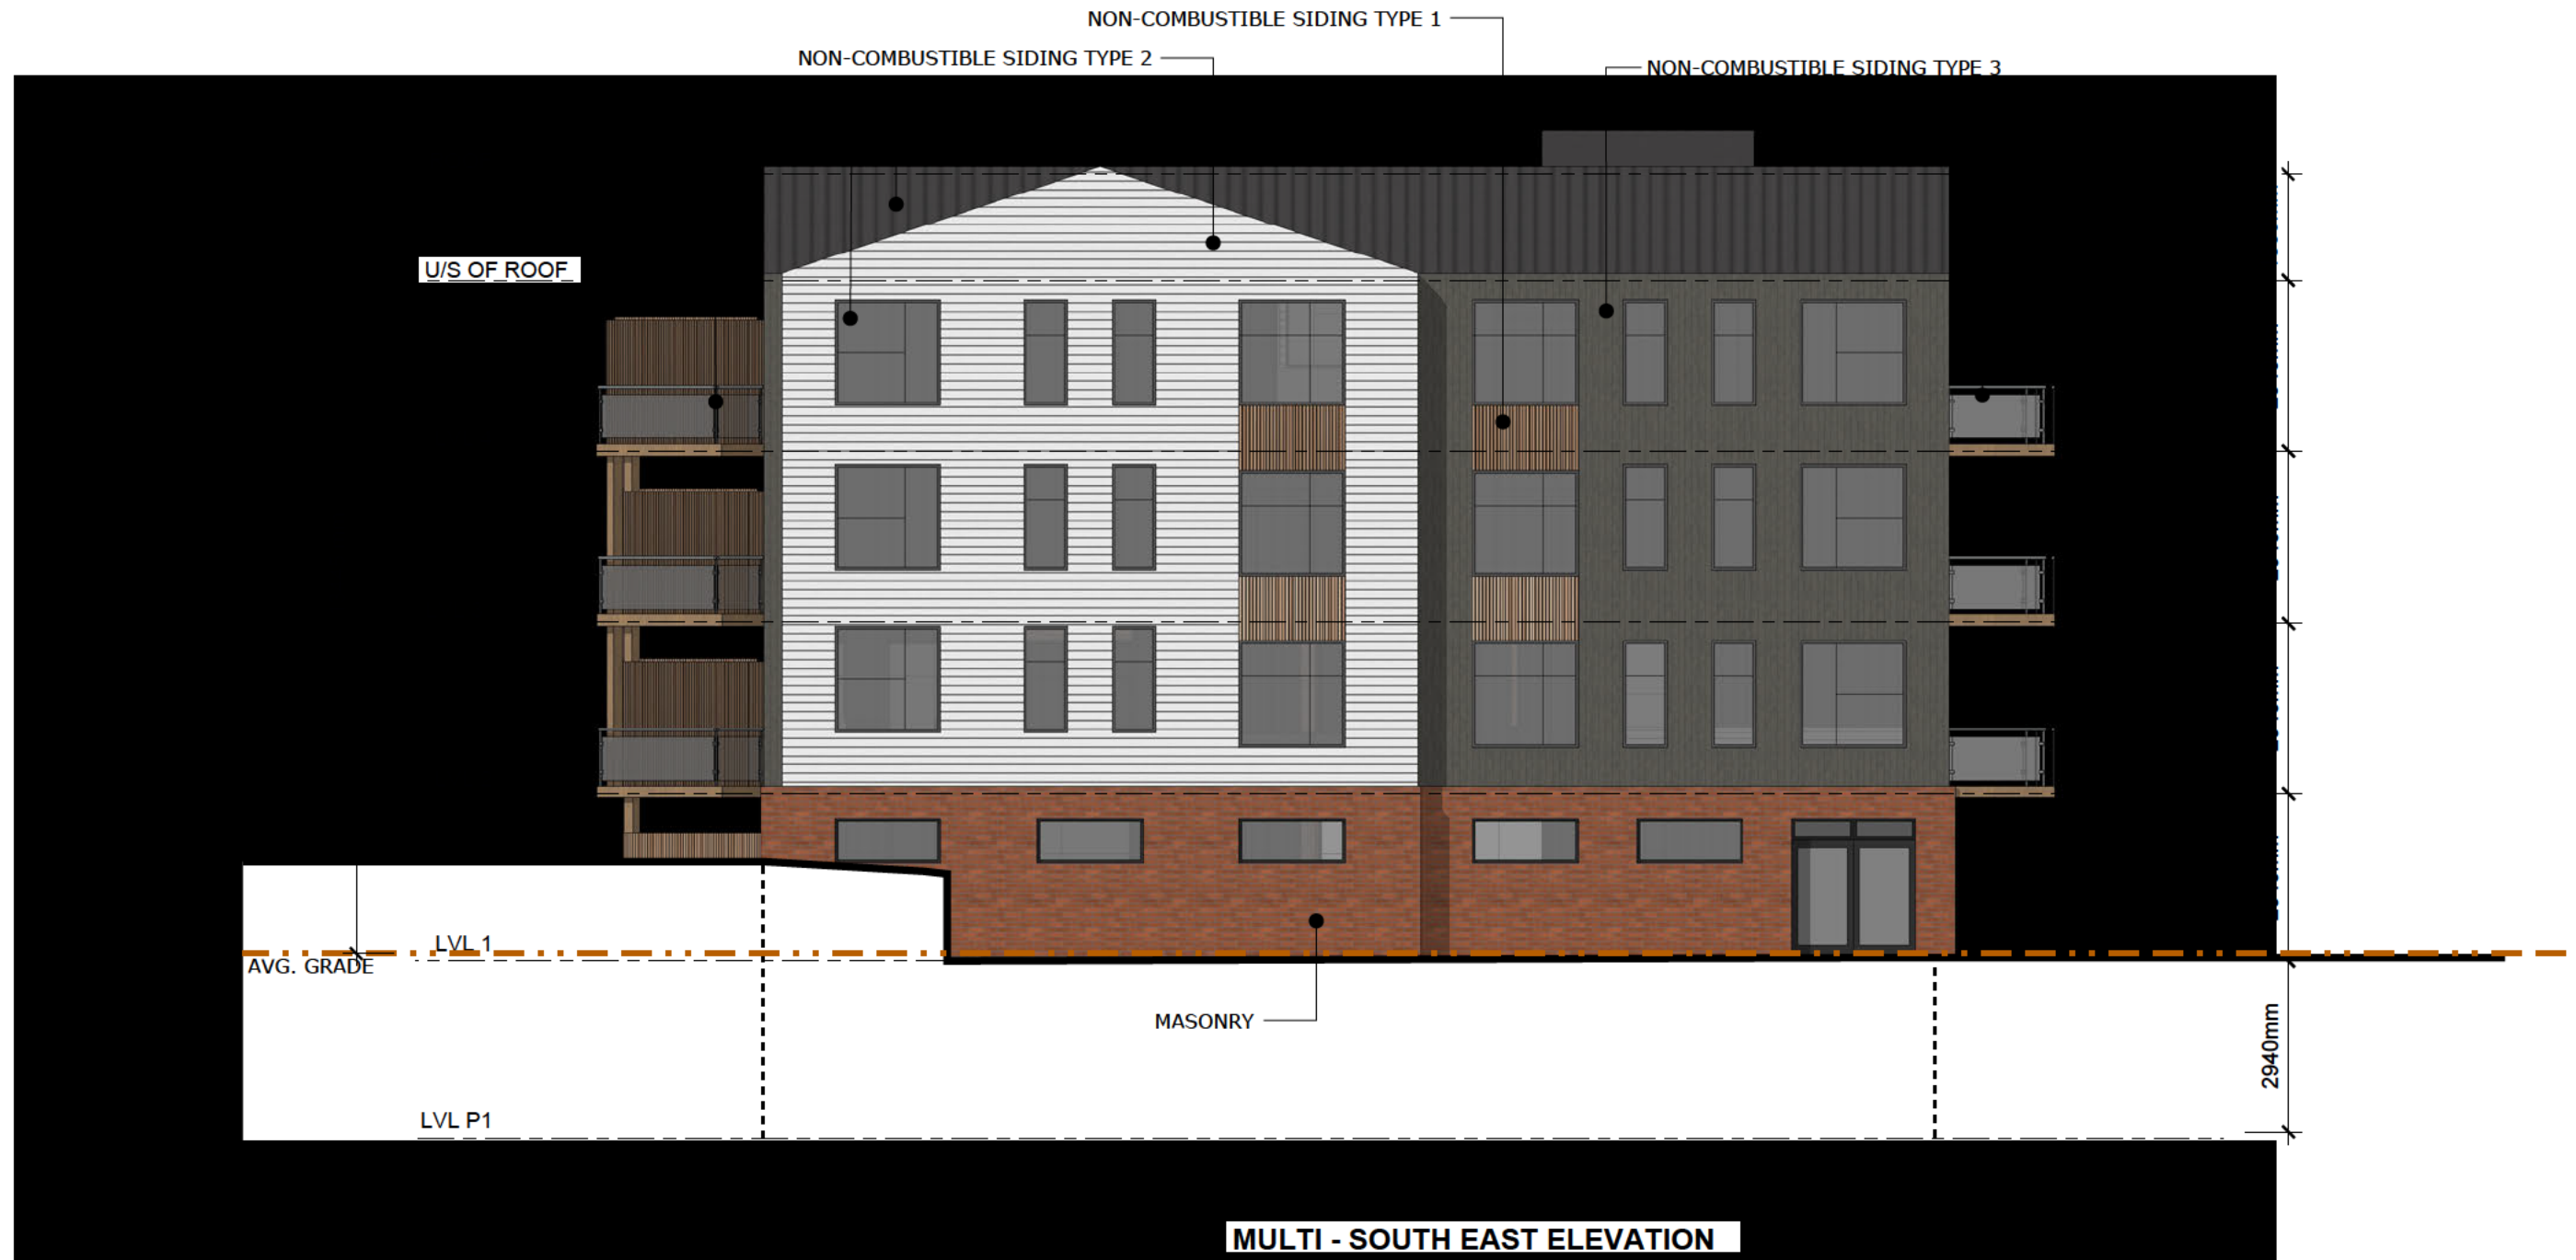 NON-COMBUSTIBLE SIDING TYPE 1
NON-COMBUSTIBLE SIDING TYPE 2
NON-COMBUSTIBLE SIDING TYPE 3
U/S OF ROOF
LVL 1
AVG. GRADE
MASONRY
2940mm
LVL P1
MULTI - SOUTH EAST ELEVATION